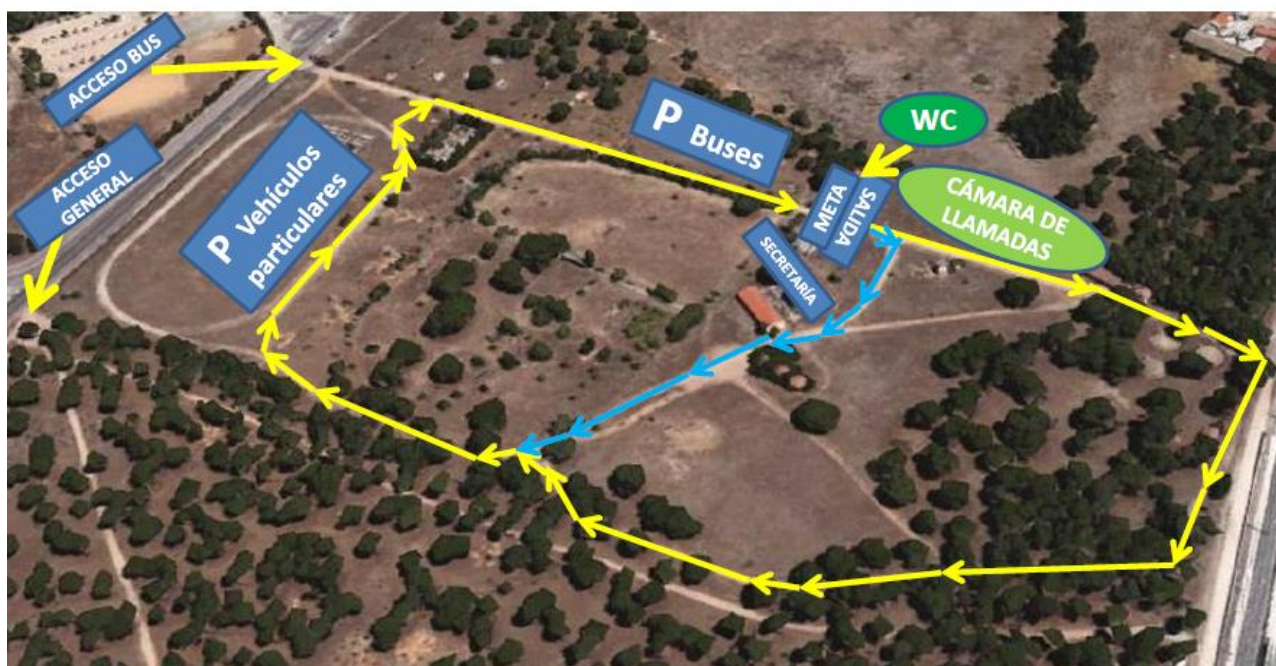 ACCESO BUS
ACCESO
GENERAL
P Vehículos
particulares
P Buses
WC
META
SALIDA
SECRETARÍA
CÁMARA DE
LLAMADAS